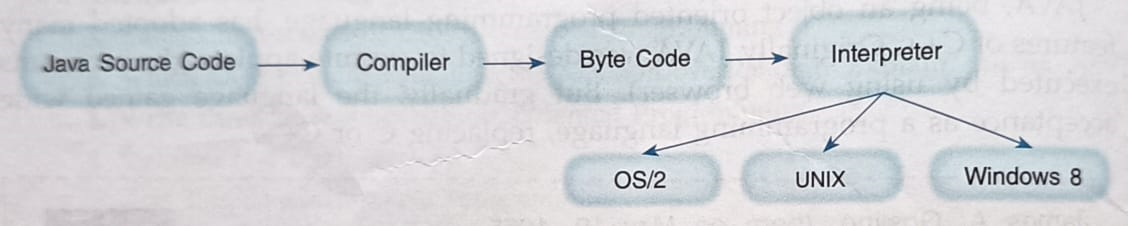 Java Source Code
Compiler
Byte Code
Interpreter
OS/2
UNIX
Windows 8